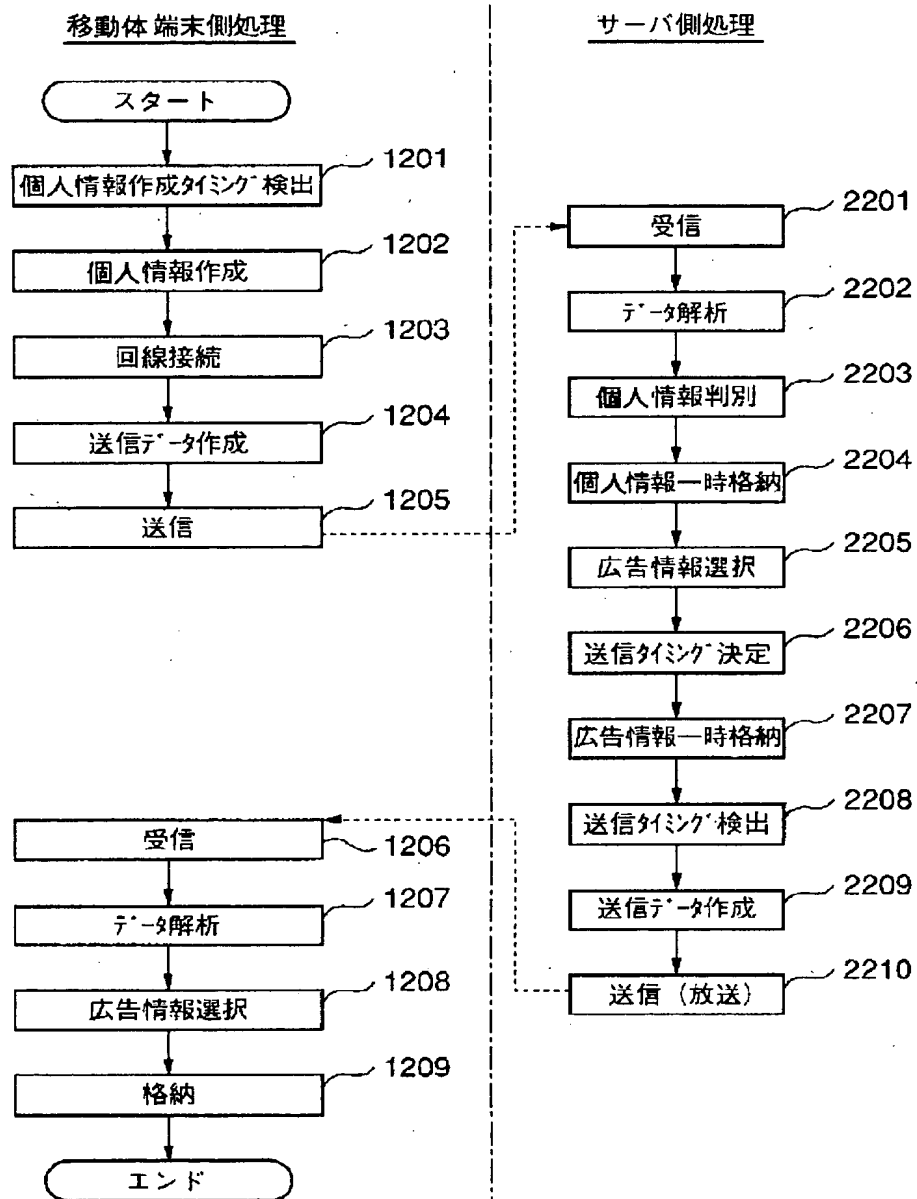 移動体端末側処理
スタート
1201
個人情報作成タイミング検出
1202
個人情報作成
1203
回線接続
1204
送信データ作成
1205
送信
受信
1206
1207
データ解析
1208
広告情報選択
1209
格納
エンド
サーバ側処理
2201
受信
2202
データ解析
2203
個人情報判別
2204
個人情報一時格納
2205
広告情報選択
2206
送信タイミング決定
2207
広告情報一時格納
2208
送信タイミング検出
2209
送信データ作成
2210
送信（放送）